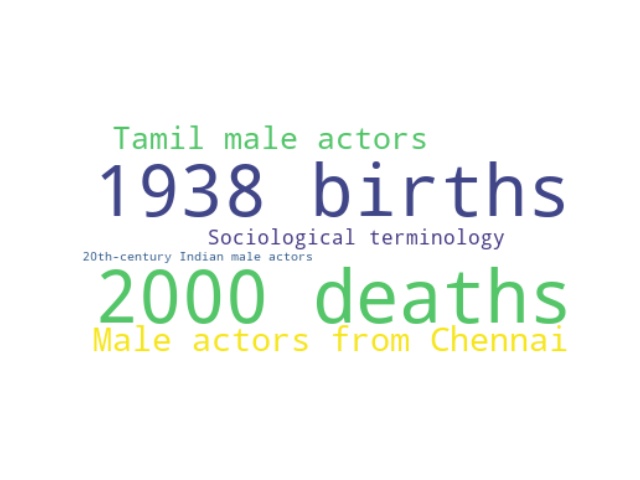 Tamil male actors
1938 births
Sociological terminology
20th-century Indian male actors
2000 deaths
Male actors from Chennai